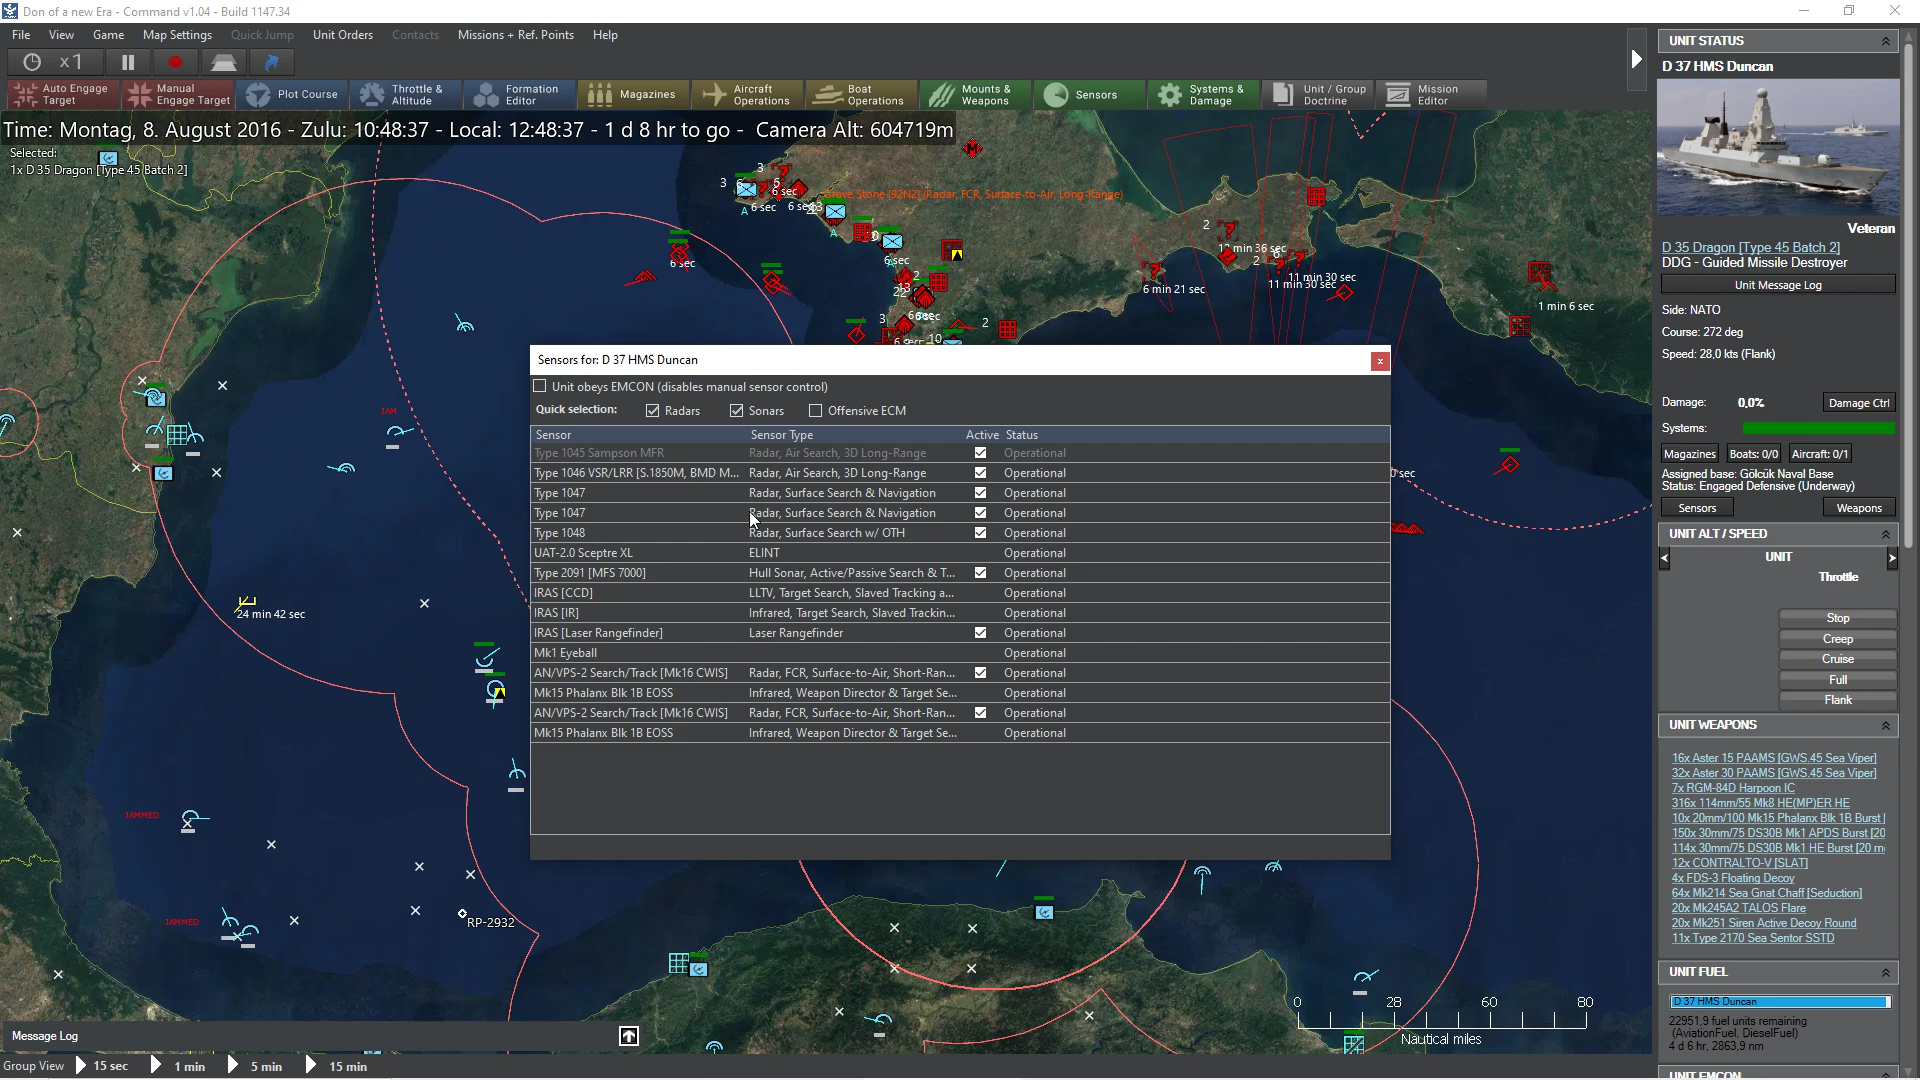 Don of a new Era - Command v1.04 - Build 1147.34
File View Game Map Settings Quick Jump Unit Orders Contacts Missions + Ref. Points Help
x1
Auto Engage Target
Manual Engage Target
Plot Course
Throttle & Altitude
Formation Editor
Magazines
Aircraft Operations
Boat Operations
Mounts & Weapons
Sensors
Systems & Damage
Unit / Group Doctrine
Mission Editor
Time: Montag, 8. August 2016 - Zulu: 10:48:37 - Local: 12:48:37 - 1 d 8 hr to go - Camera Alt: 604719m
Selected:
1x D 35 Dragon [Type 45 Batch 2]
Grave Stone [92N2] (Radar, FCR, Surface-to-Air, Long-Range)
6 sec
6 sec
6 sec
6 min 21 sec
11 min 30 sec
11 min 30 sec
1 min 6 sec
JAM
24 min 42 sec
JAMMED
JAMMED
RP-2932
Sensors for: D 37 HMS Duncan
x
Unit obeys EMCON (disables manual sensor control)
Quick selection: Radars Sonars Offensive ECM
Sensor Sensor Type Active Status
Type 1045 Sampson MFR Radar, Air Search, 3D Long-Range Operational
Type 1046 VSR/LRR [S.1850M, BMD M... Radar, Air Search, 3D Long-Range Operational
Type 1047 Radar, Surface Search & Navigation Operational
Type 1047 Radar, Surface Search & Navigation Operational
Type 1048 Radar, Surface Search w/ OTH Operational
UAT-2.0 Sceptre XL ELINT Operational
Type 2091 [MFS 7000] Hull Sonar, Active/Passive Search & T... Operational
IRAS [CCD] LLTV, Target Search, Slaved Tracking a... Operational
IRAS [IR] Infrared, Target Search, Slaved Trackin... Operational
IRAS [Laser Rangefinder] Laser Rangefinder Operational
Mk1 Eyeball Operational
AN/VPS-2 Search/Track [Mk16 CWIS] Radar, FCR, Surface-to-Air, Short-Ran... Operational
Mk15 Phalanx Blk 1B EOSS Infrared, Weapon Director & Target Se... Operational
AN/VPS-2 Search/Track [Mk16 CWIS] Radar, FCR, Surface-to-Air, Short-Ran... Operational
Mk15 Phalanx Blk 1B EOSS Infrared, Weapon Director & Target Se... Operational
0 28 60 80
Nautical miles
Message Log
Group View 15 sec 1 min 5 min 15 min
UNIT STATUS
D 37 HMS Duncan
Veteran
D 35 Dragon [Type 45 Batch 2]
DDG - Guided Missile Destroyer
Unit Message Log
Side: NATO
Course: 272 deg
Speed: 28,0 kts (Flank)
Damage: 0,0% Damage Ctrl
Systems:
Magazines Boats: 0/0 Aircraft: 0/1
Assigned base: Gölcük Naval Base
Status: Engaged Defensive (Underway)
Sensors Weapons
UNIT ALT / SPEED
UNIT
Throttle
Stop
Creep
Cruise
Full
Flank
UNIT WEAPONS
16x Aster 15 PAAMS [GWS.45 Sea Viper]
32x Aster 30 PAAMS [GWS.45 Sea Viper]
7x RGM-84D Harpoon IC
316x 114mm/55 Mk8 HE(MP)ER HE
10x 20mm/100 Mk15 Phalanx Blk 1B Burst [
150x 30mm/75 DS30B Mk1 APDS Burst [20
114x 30mm/75 DS30B Mk1 HE Burst [20 m
12x CONTRALTO-V [SLAT]
4x FDS-3 Floating Decoy
64x Mk214 Sea Gnat Chaff [Seduction]
20x Mk245A2 TALOS Flare
20x Mk251 Siren Active Decoy Round
11x Type 2170 Sea Sentor SSTD
UNIT FUEL
D 37 HMS Duncan
22951,9 fuel units remaining
(AviationFuel, DieselFuel)
4 d 6 hr, 2863,9 nm
UNIT EMCON